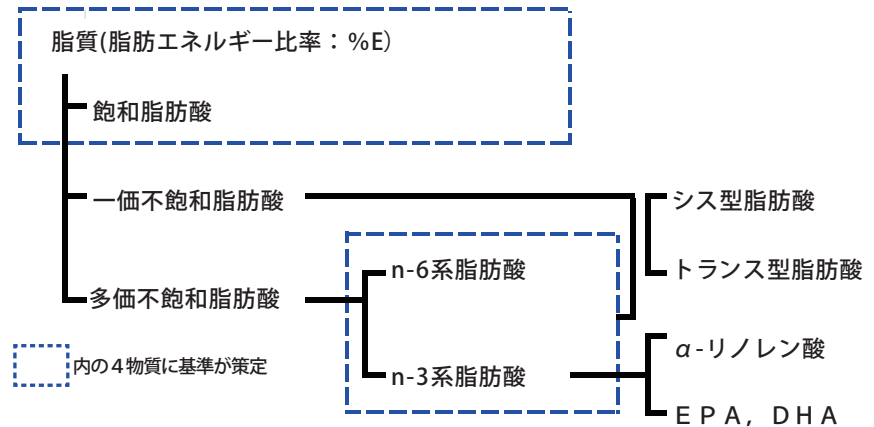 脂質(脂肪エネルギー比率：%E）
飽和脂肪酸
一価不飽和脂肪酸
シス型脂肪酸
n-6系脂肪酸
トランス型脂肪酸
多価不飽和脂肪酸
α-リノレン酸
内の４物質に基準が策定
n-3系脂肪酸
ＥＰＡ，ＤＨＡ